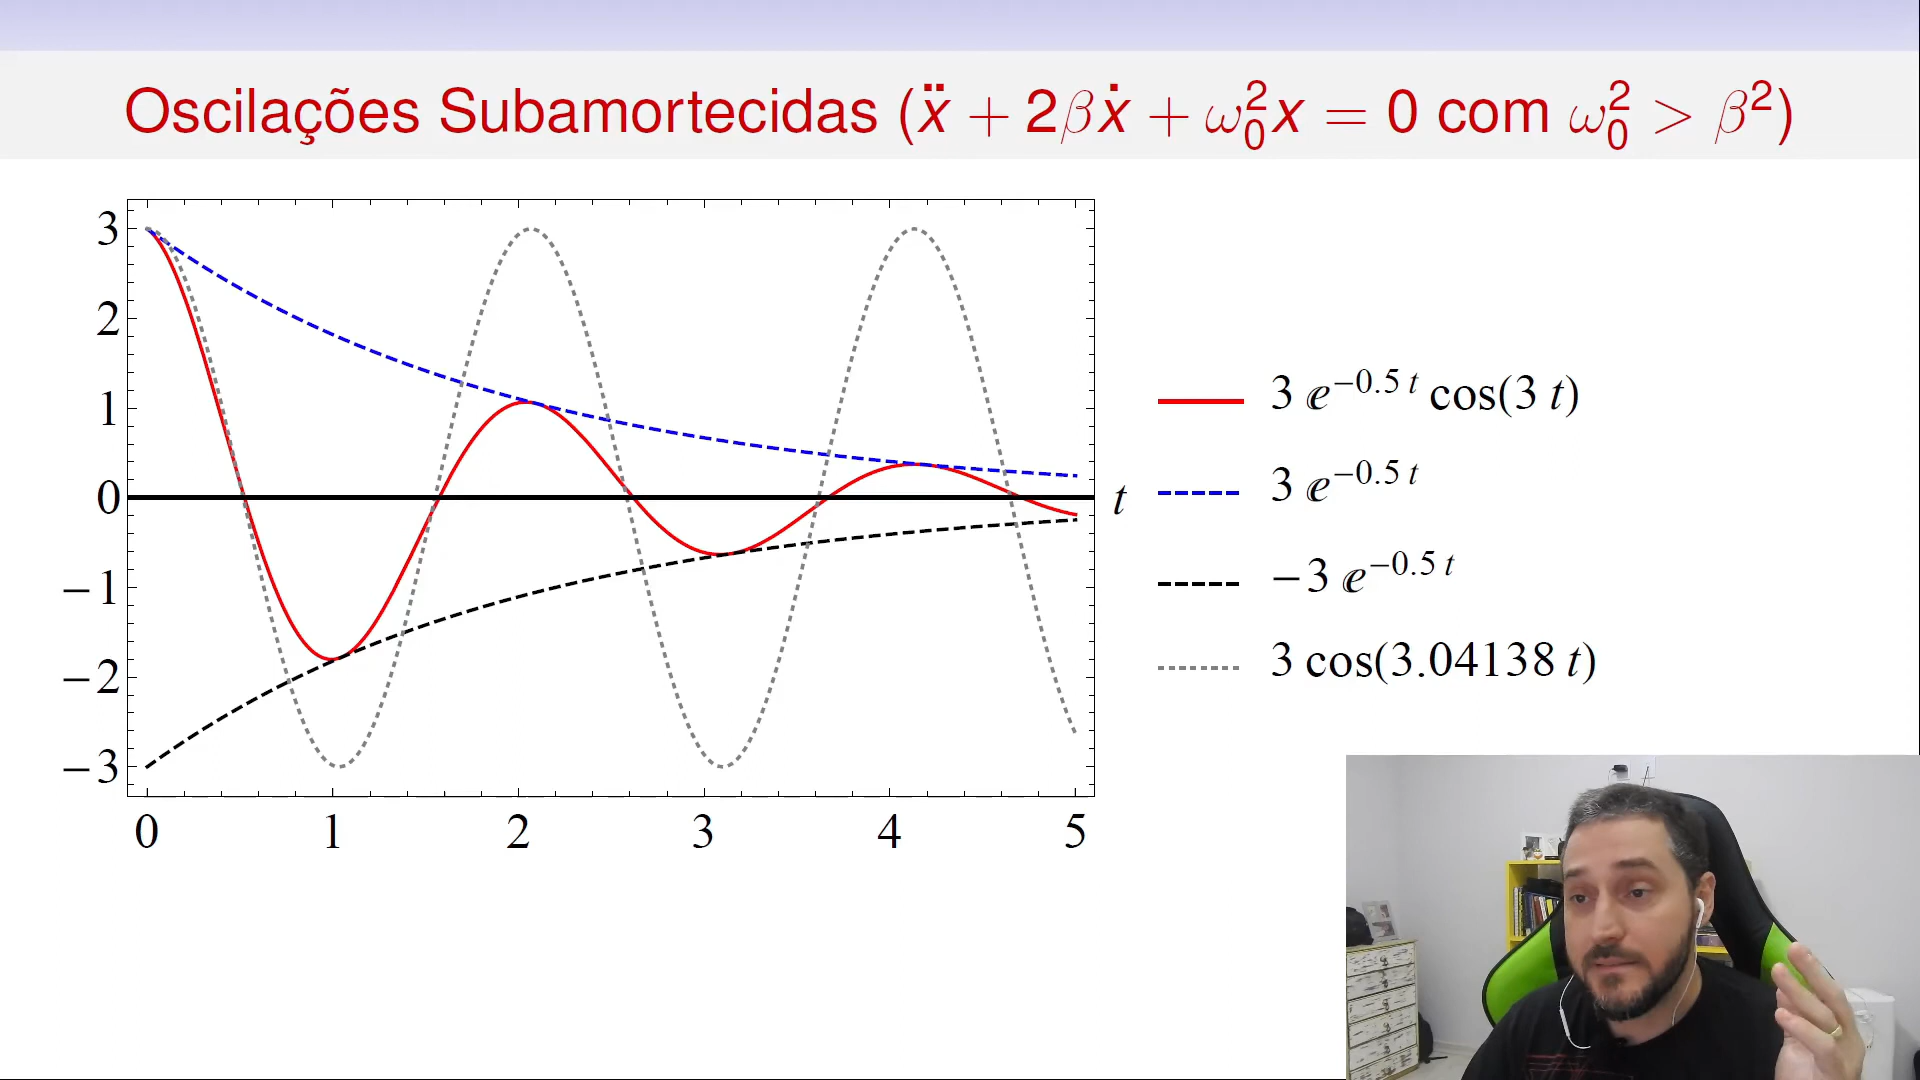 Oscilações Subamortecidas (ẍ + 2βẋ + ω₀²x = 0 com ω₀² > β²)
3
2
1
0
−1
−2
−3
0 1 2 3 4 5
t
3 e^−0.5 t cos(3 t)
3 e^−0.5 t
−3 e^−0.5 t
3 cos(3.04138 t)